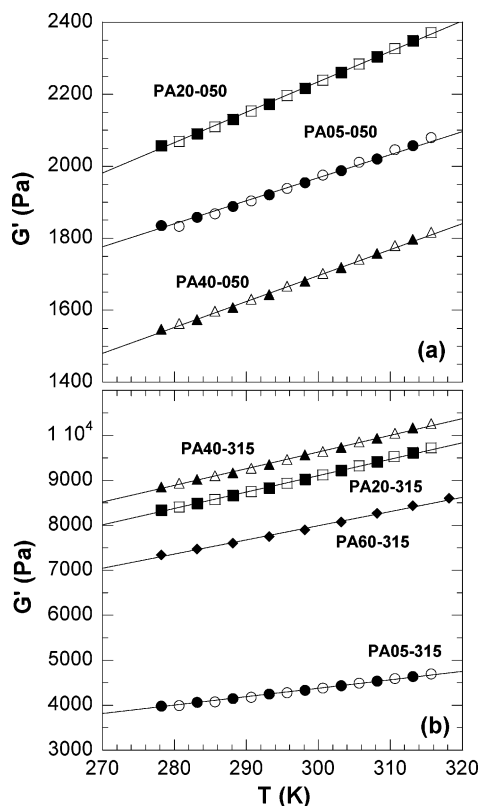 2400
PA20-050
2200
PA05-050
2000
G' (Pa)
1800
PA40-050
1600
(a)
1400
1 10⁴
PA40-315
9000
PA20-315
8000
PA60-315
7000
G' (Pa)
6000
5000
PA05-315
4000
(b)
3000
270 280 290 300 310 320
T (K)